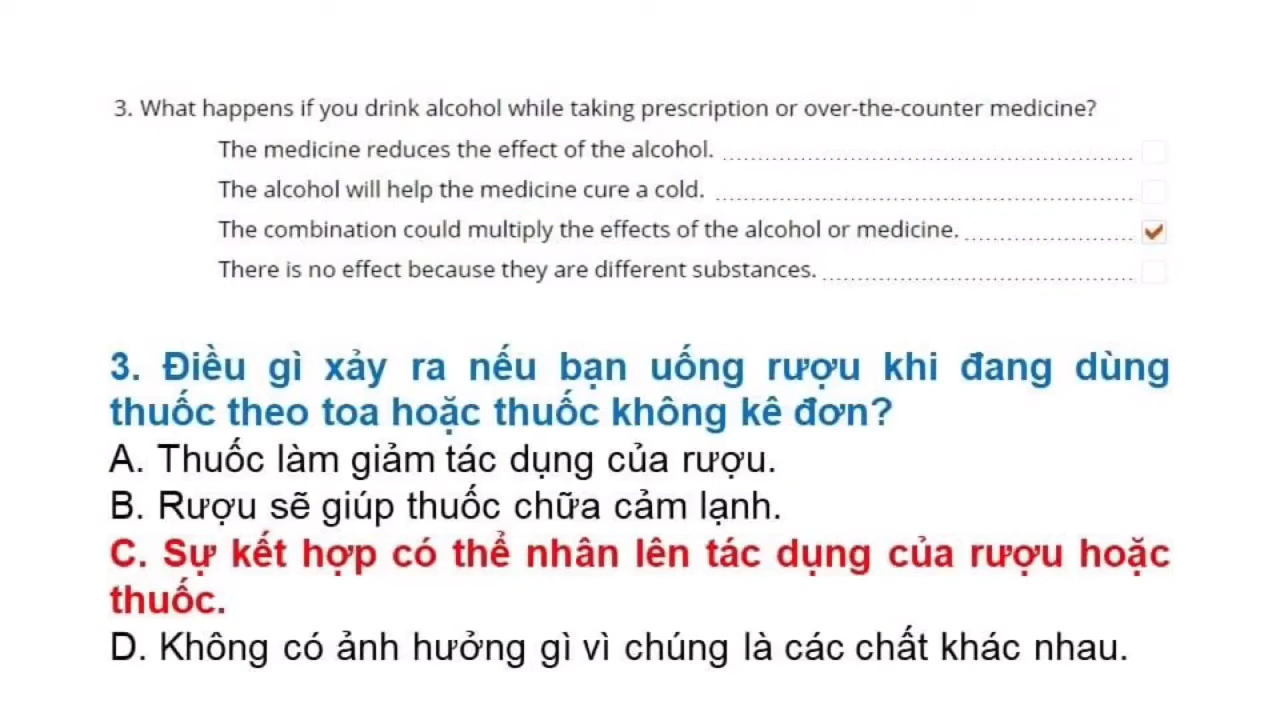 3. What happens if you drink alcohol while taking prescription or over-the-counter medicine?
The medicine reduces the effect of the alcohol.
The alcohol will help the medicine cure a cold.
The combination could multiply the effects of the alcohol or medicine.
There is no effect because they are different substances.
3. Điều gì xảy ra nếu bạn uống rượu khi đang dùng
thuốc theo toa hoặc thuốc không kê đơn?
A. Thuốc làm giảm tác dụng của rượu.
B. Rượu sẽ giúp thuốc chữa cảm lạnh.
C. Sự kết hợp có thể nhân lên tác dụng của rượu hoặc
thuốc.
D. Không có ảnh hưởng gì vì chúng là các chất khác nhau.